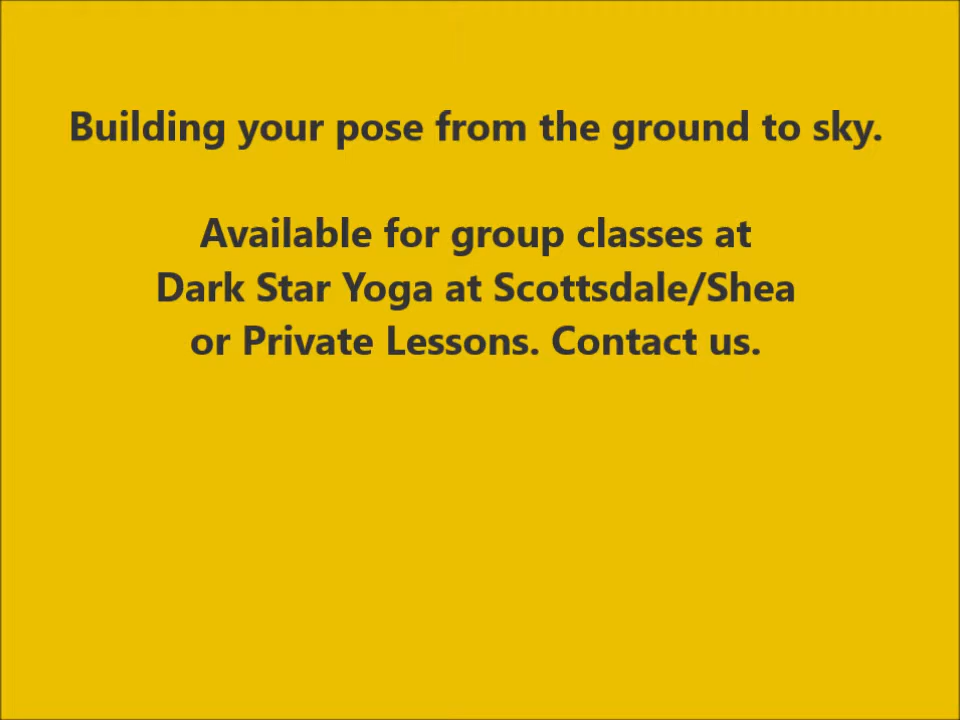 Building your pose from the ground to sky.
Available for group classes at
Dark Star Yoga at Scottsdale/Shea
or Private Lessons. Contact us.